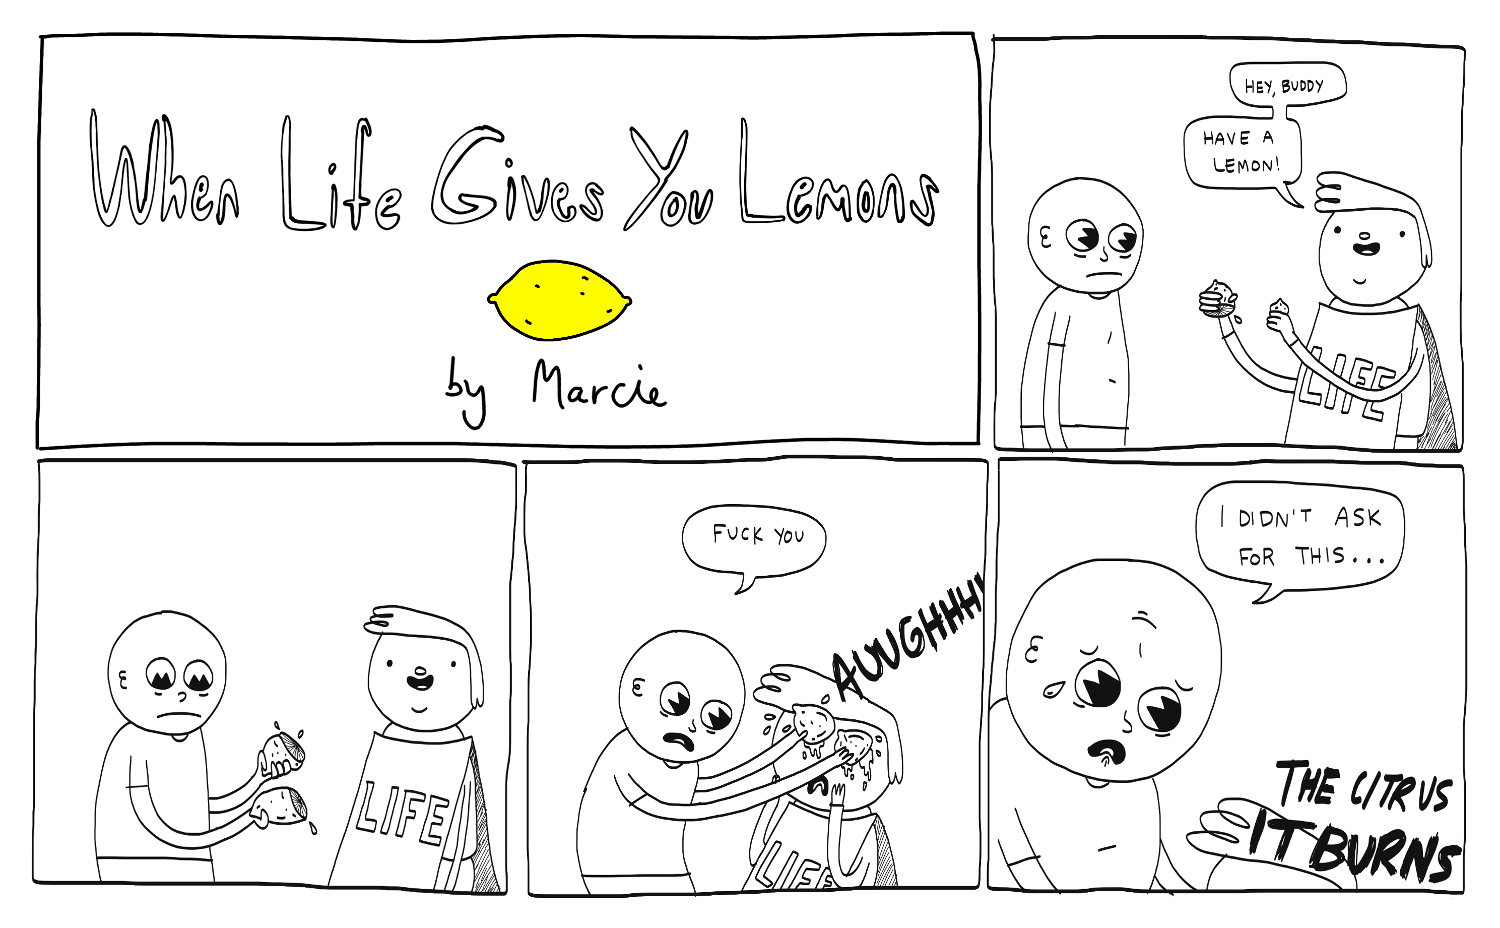 When Life Gives You Lemons
by Marcie
HEY, BUDDY
HAVE A
LEMON!
LIFE
LIFE
FUCK YOU
AUUGHHHH
LIFE
I DIDN'T ASK
FOR THIS...
THE CITRUS
IT BURNS